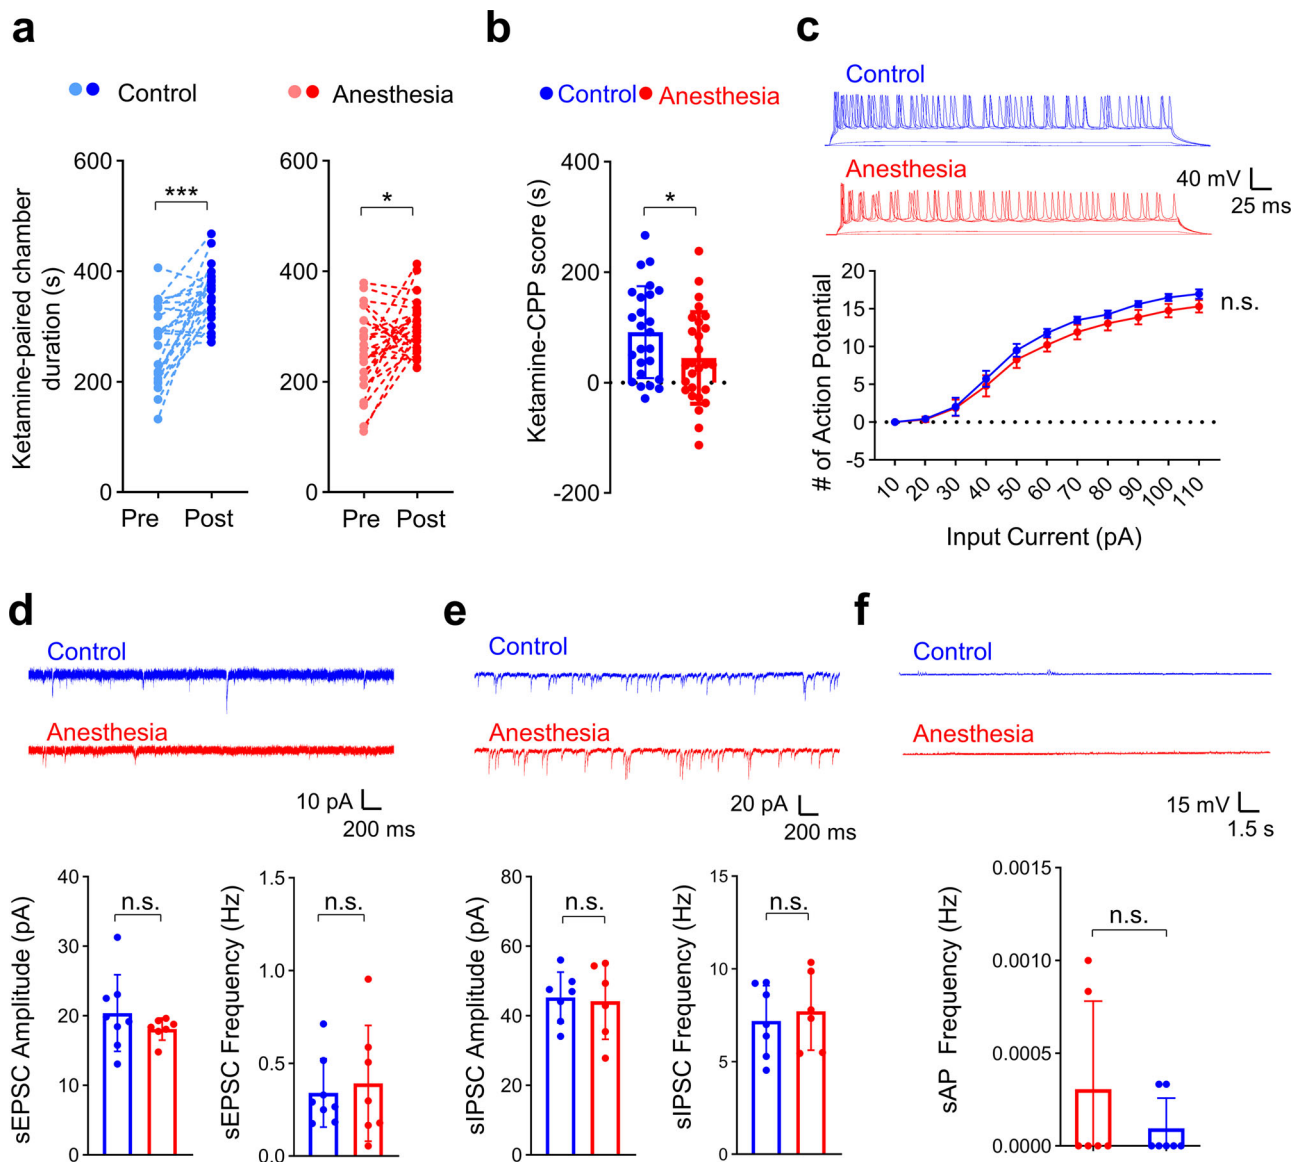 a
Control
Anesthesia
Ketamine-paired chamber
duration (s)
600
400
200
0
***
Pre
Post
600
400
200
0
*
Pre
Post
b
Control
Anesthesia
Ketamine-CPP score (s)
400
200
0
-200
*
c
Control
Anesthesia
40 mV
25 ms
# of Action Potential
20
15
10
5
0
-5
n.s.
10
20
30
40
50
60
70
80
90
100
110
Input Current (pA)
d
Control
Anesthesia
10 pA
200 ms
sEPSC Amplitude (pA)
40
30
20
10
0
n.s.
sEPSC Frequency (Hz)
1.5
1.0
0.5
0.0
n.s.
e
Control
Anesthesia
20 pA
200 ms
sIPSC Amplitude (pA)
80
60
40
20
0
n.s.
sIPSC Frequency (Hz)
15
10
5
0
n.s.
f
Control
Anesthesia
15 mV
1.5 s
sAP Frequency (Hz)
0.0015
0.0010
0.0005
0.0000
n.s.